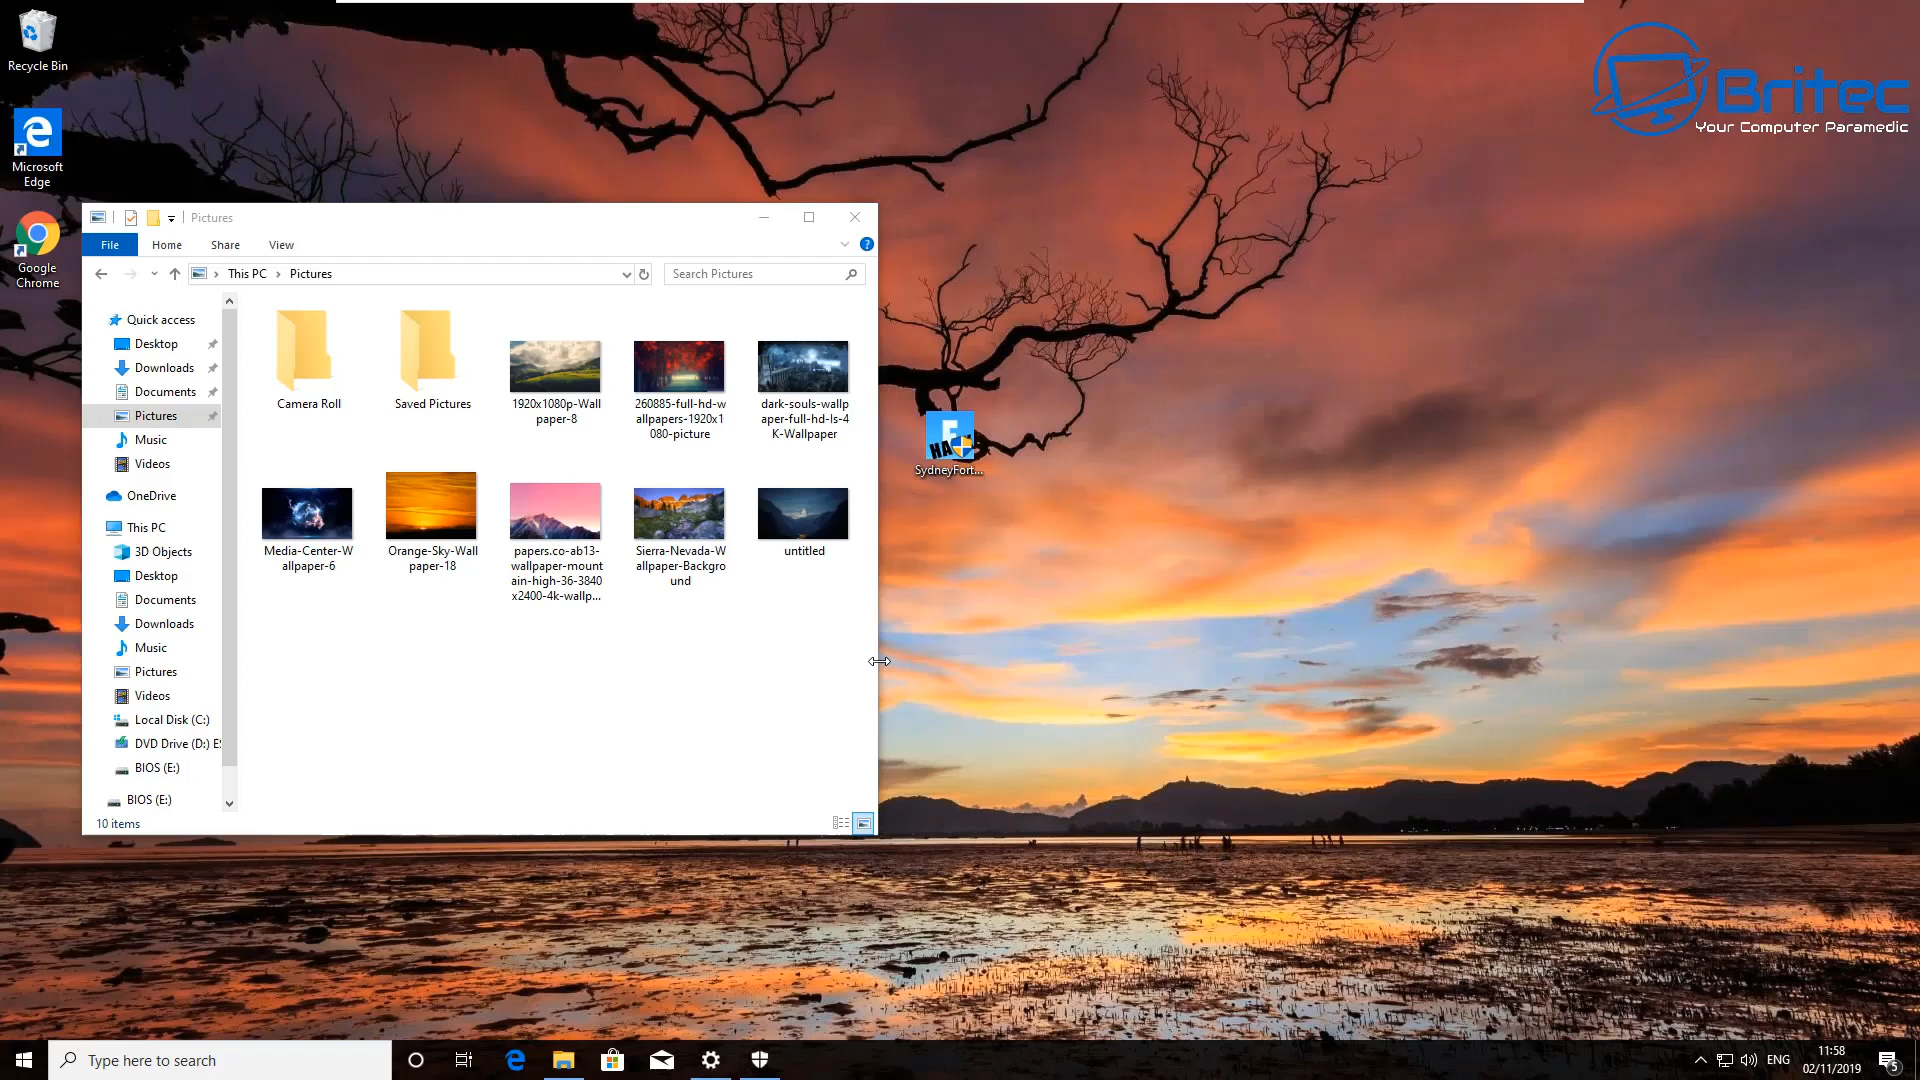 Recycle Bin
Microsoft
Edge
Google
Chrome
Britec
Your Computer Paramedic
Pictures
File
Home
Share
View
This PC
Pictures
Search Pictures
Quick access
Desktop
Downloads
Documents
Pictures
Music
Videos
OneDrive
This PC
3D Objects
Desktop
Documents
Downloads
Music
Pictures
Videos
Local Disk (C:)
DVD Drive (D:) ES
BIOS (E:)
BIOS (E:)
Camera Roll
Saved Pictures
1920x1080p-Wall
paper-8
260885-full-hd-w
allpapers-1920x1
080-picture
dark-souls-wallp
aper-full-hd-ls-4
K-Wallpaper
Media-Center-W
allpaper-6
Orange-Sky-Wall
paper-18
papers.co-ab13-
wallpaper-mount
ain-high-36-3840
x2400-4k-wallp...
Sierra-Nevada-W
allpaper-Backgro
und
untitled
10 items
F
HA
SydneyFort...
Type here to search
ENG
11:58
02/11/2019
5